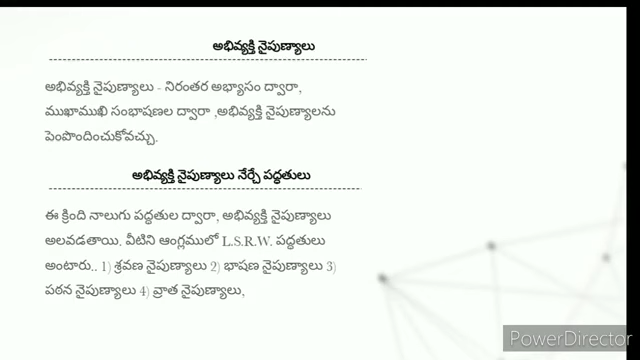 అభివ్యక్తి నైపుణ్యాలు
అభివ్యక్తి నైపుణ్యాలు - నిరంతర అభ్యాసం ద్వారా,
ముఖాముఖి సంభాషణల ద్వారా ,అభివ్యక్తి నైపుణ్యాలను
పెంపొందించుకోవచ్చు.
అభివ్యక్తి నైపుణ్యాలు నేర్చే పద్ధతులు
ఈ క్రింది నాలుగు పద్ధతుల ద్వారా, అభివ్యక్తి నైపుణ్యాలు
అలవడతాయి. వీటిని ఆంగ్లములో L.S.R.W. పద్ధతులు
అంటారు.. 1) శ్రవణ నైపుణ్యాలు 2) భాషణ నైపుణ్యాలు 3)
పఠన నైపుణ్యాలు 4) వ్రాత నైపుణ్యాలు,
PowerDirector